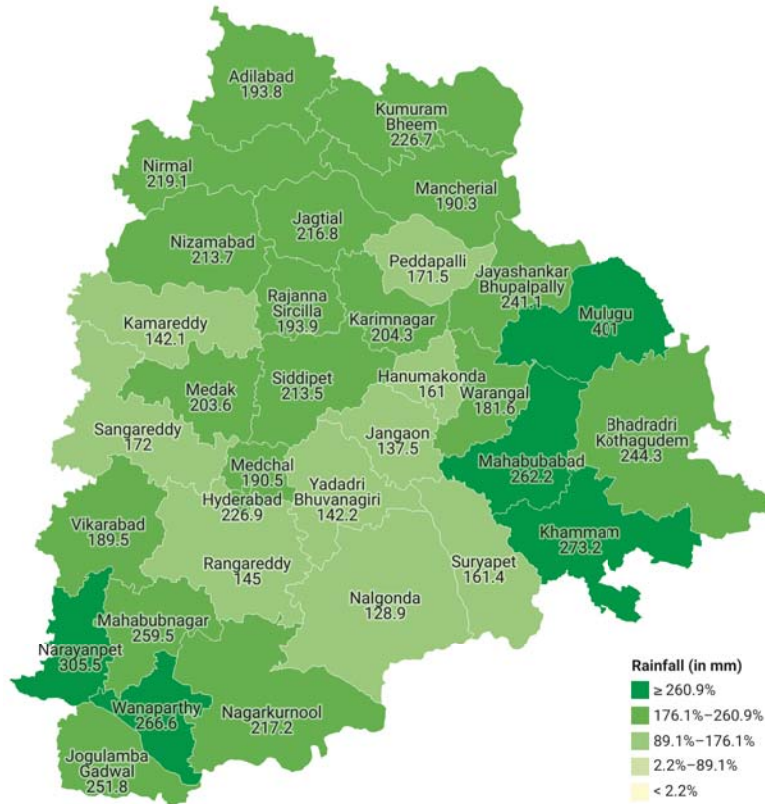 Adilabad
193.8
Kumuram
Bheem
226.7
Nirmal
219.1
Mancherial
190.3
Jagtial
216.8
Nizamabad
213.7
Peddapalli
171.5
Jayashankar
Bhupalpally
241.1
Mulugu
401
Rajanna
Sircilla
193.9
Karimnagar
204.3
Kamareddy
142.1
Hanumakonda
161
Warangal
181.6
Siddipet
213.5
Medak
203.6
Bhadradri
Kothagudem
244.3
Sangareddy
172
Jangaon
137.5
Mahabubabad
262.2
Medchal
190.5
Yadadri
Bhuvanagiri
142.2
Hyderabad
226.9
Vikarabad
189.5
Khammam
273.2
Rangareddy
145
Suryapet
161.4
Nalgonda
128.9
Mahabubnagar
259.5
Narayanpet
305.5
Wanaparthy
266.6
Nagarkurnool
217.2
Jogulamba
Gadwal
251.8
Rainfall (in mm)
≥ 260.9%
176.1%–260.9%
89.1%–176.1%
2.2%–89.1%
< 2.2%